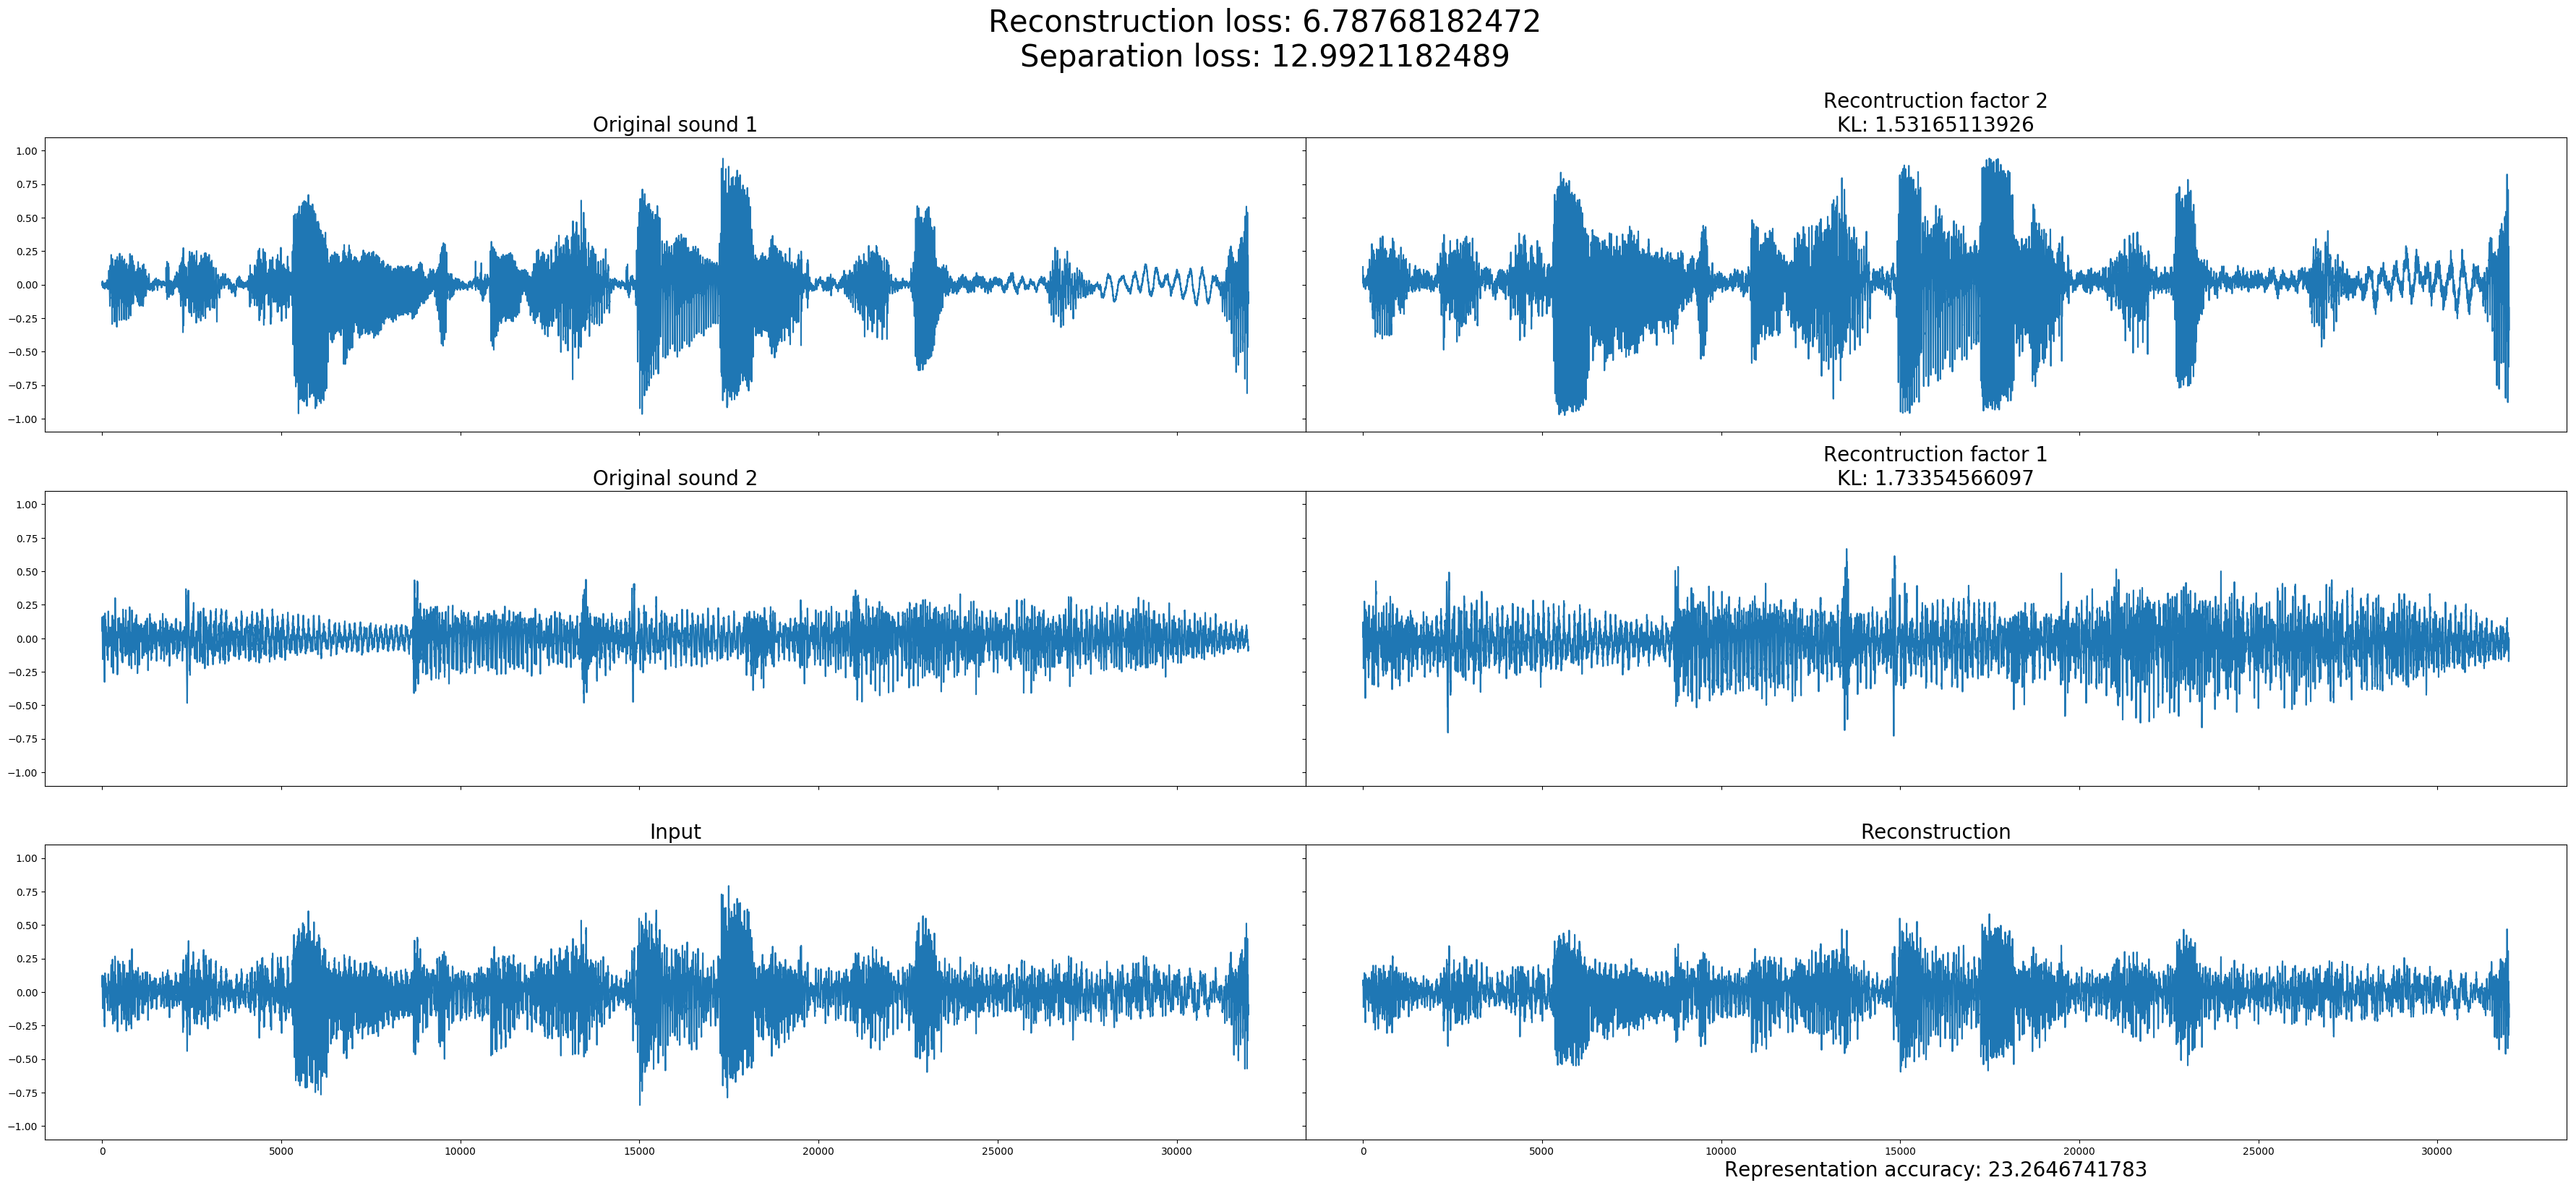 Reconstruction loss: 6.78768182472
Separation loss: 12.9921182489
Original sound 1
Recontruction factor 2
KL: 1.53165113926
1.00
0.75
0.50
0.25
0.00
−0.25
−0.50
−0.75
−1.00
Original sound 2
Recontruction factor 1
KL: 1.73354566097
1.00
0.75
0.50
0.25
0.00
−0.25
−0.50
−0.75
−1.00
Input
Reconstruction
1.00
0.75
0.50
0.25
0.00
−0.25
−0.50
−0.75
−1.00
0 5000 10000 15000 20000 25000 30000
0 5000 10000 15000 20000 25000 30000
Representation accuracy: 23.2646741783